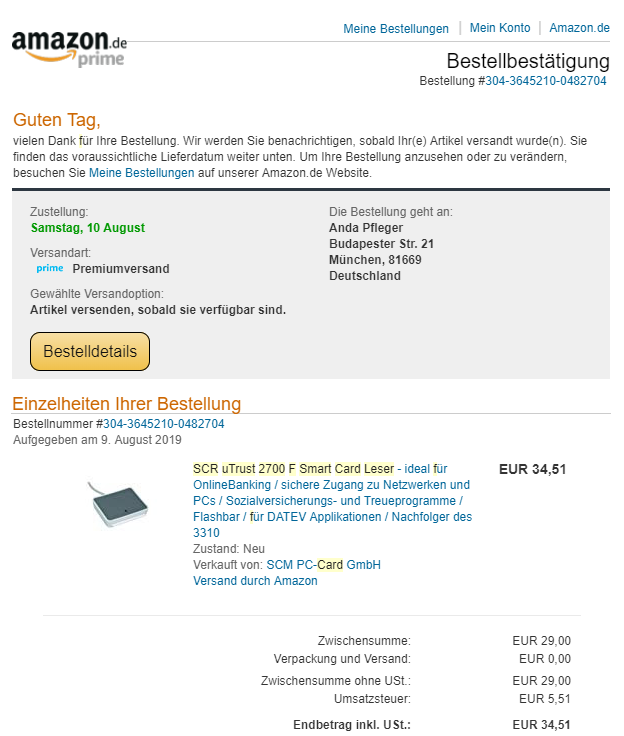 Meine Bestellungen | Mein Konto | Amazon.de
amazon.de
prime
Bestellbestätigung
Bestellung #304-3645210-0482704
Guten Tag,
vielen Dank für Ihre Bestellung. Wir werden Sie benachrichtigen, sobald Ihr(e) Artikel versandt wurde(n). Sie
finden das voraussichtliche Lieferdatum weiter unten. Um Ihre Bestellung anzusehen oder zu verändern,
besuchen Sie Meine Bestellungen auf unserer Amazon.de Website.
Zustellung:
Samstag, 10 August
Versandart:
prime Premiumversand
Gewählte Versandoption:
Artikel versenden, sobald sie verfügbar sind.
Bestelldetails
Die Bestellung geht an:
Anda Pfleger
Budapester Str. 21
München, 81669
Deutschland
Einzelheiten Ihrer Bestellung
Bestellnummer #304-3645210-0482704
Aufgegeben am 9. August 2019
SCR uTrust 2700 F Smart Card Leser - ideal für
OnlineBanking / sichere Zugang zu Netzwerken und
PCs / Sozialversicherungs- und Treueprogramme /
Flashbar / für DATEV Applikationen / Nachfolger des
3310
Zustand: Neu
Verkauft von: SCM PC-Card GmbH
Versand durch Amazon
EUR 34,51
Zwischensumme: EUR 29,00
Verpackung und Versand: EUR 0,00
Zwischensumme ohne USt.: EUR 29,00
Umsatzsteuer: EUR 5,51
Endbetrag inkl. USt.: EUR 34,51